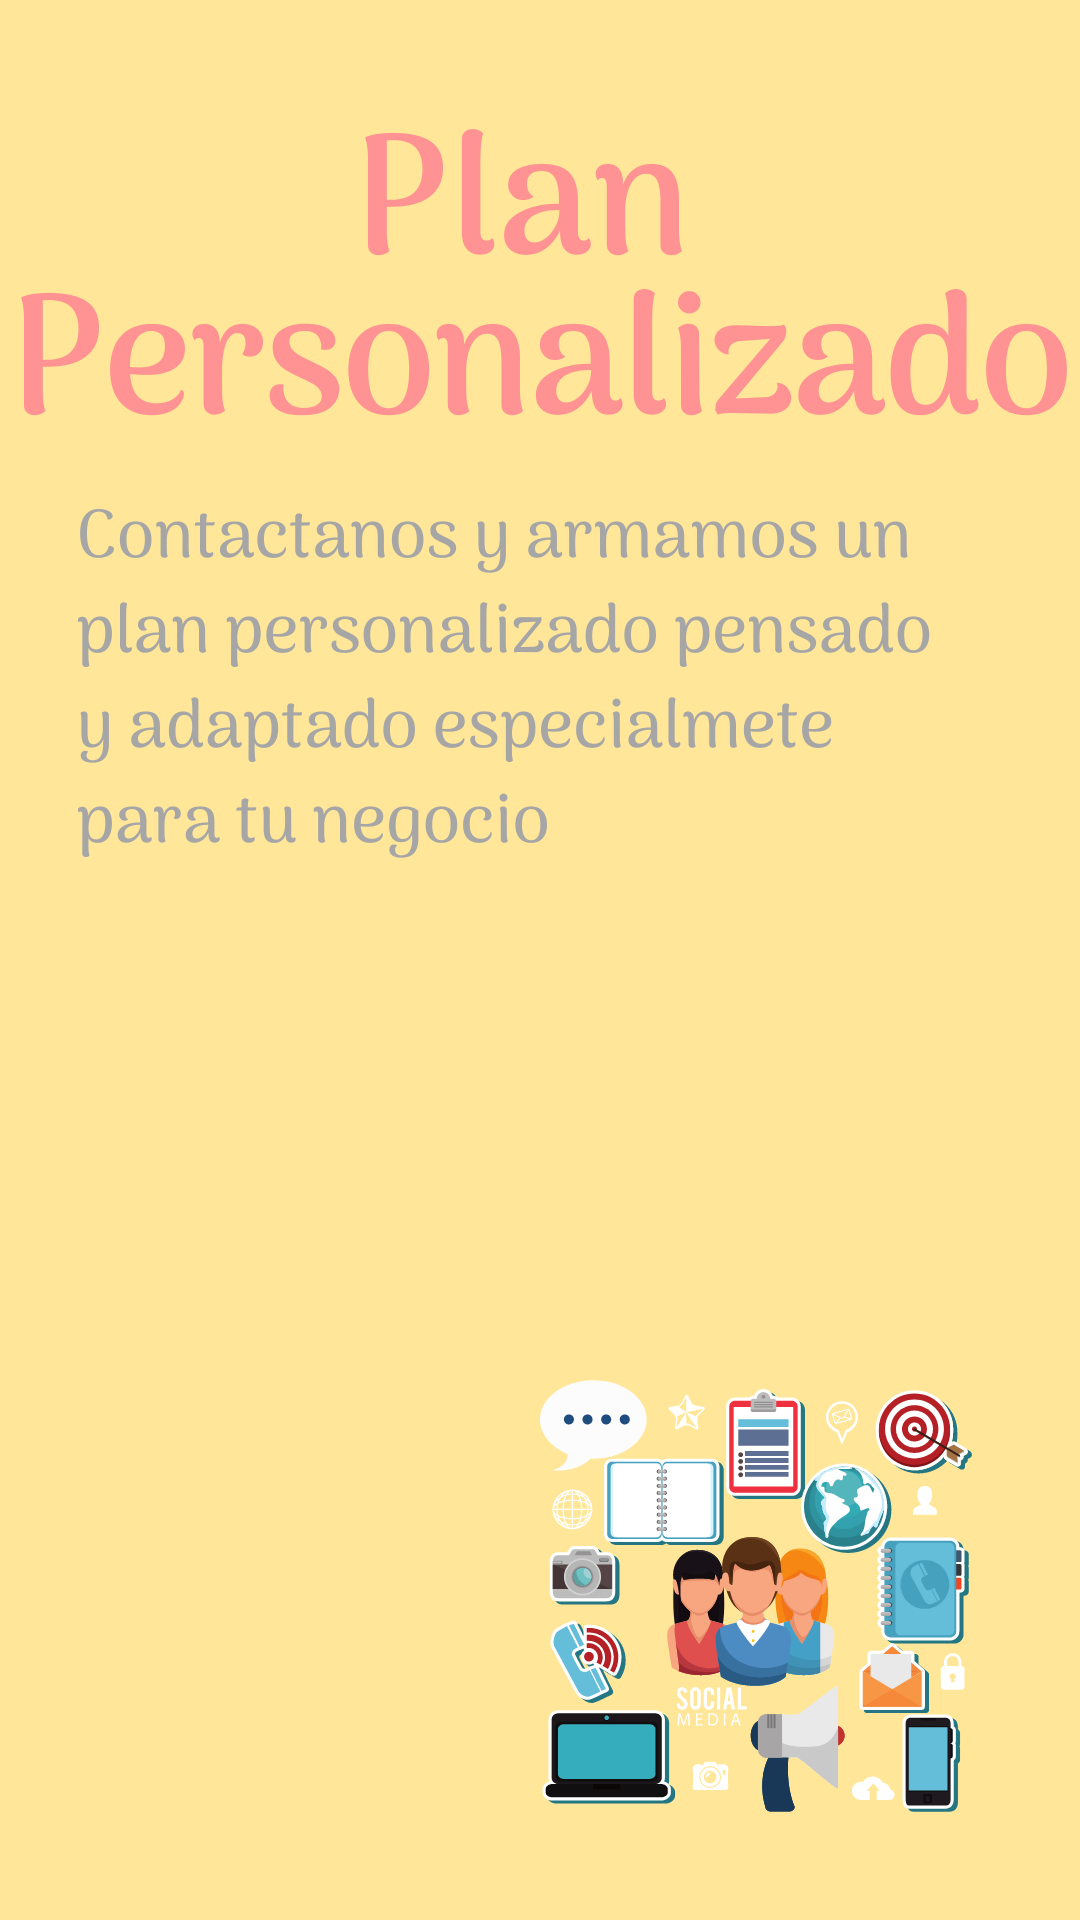 Plan
Personalizado
Contactanos y armamos un
plan personalizado pensado
y adaptado especialmete
para tu negocio
SOCIAL
MEDIA